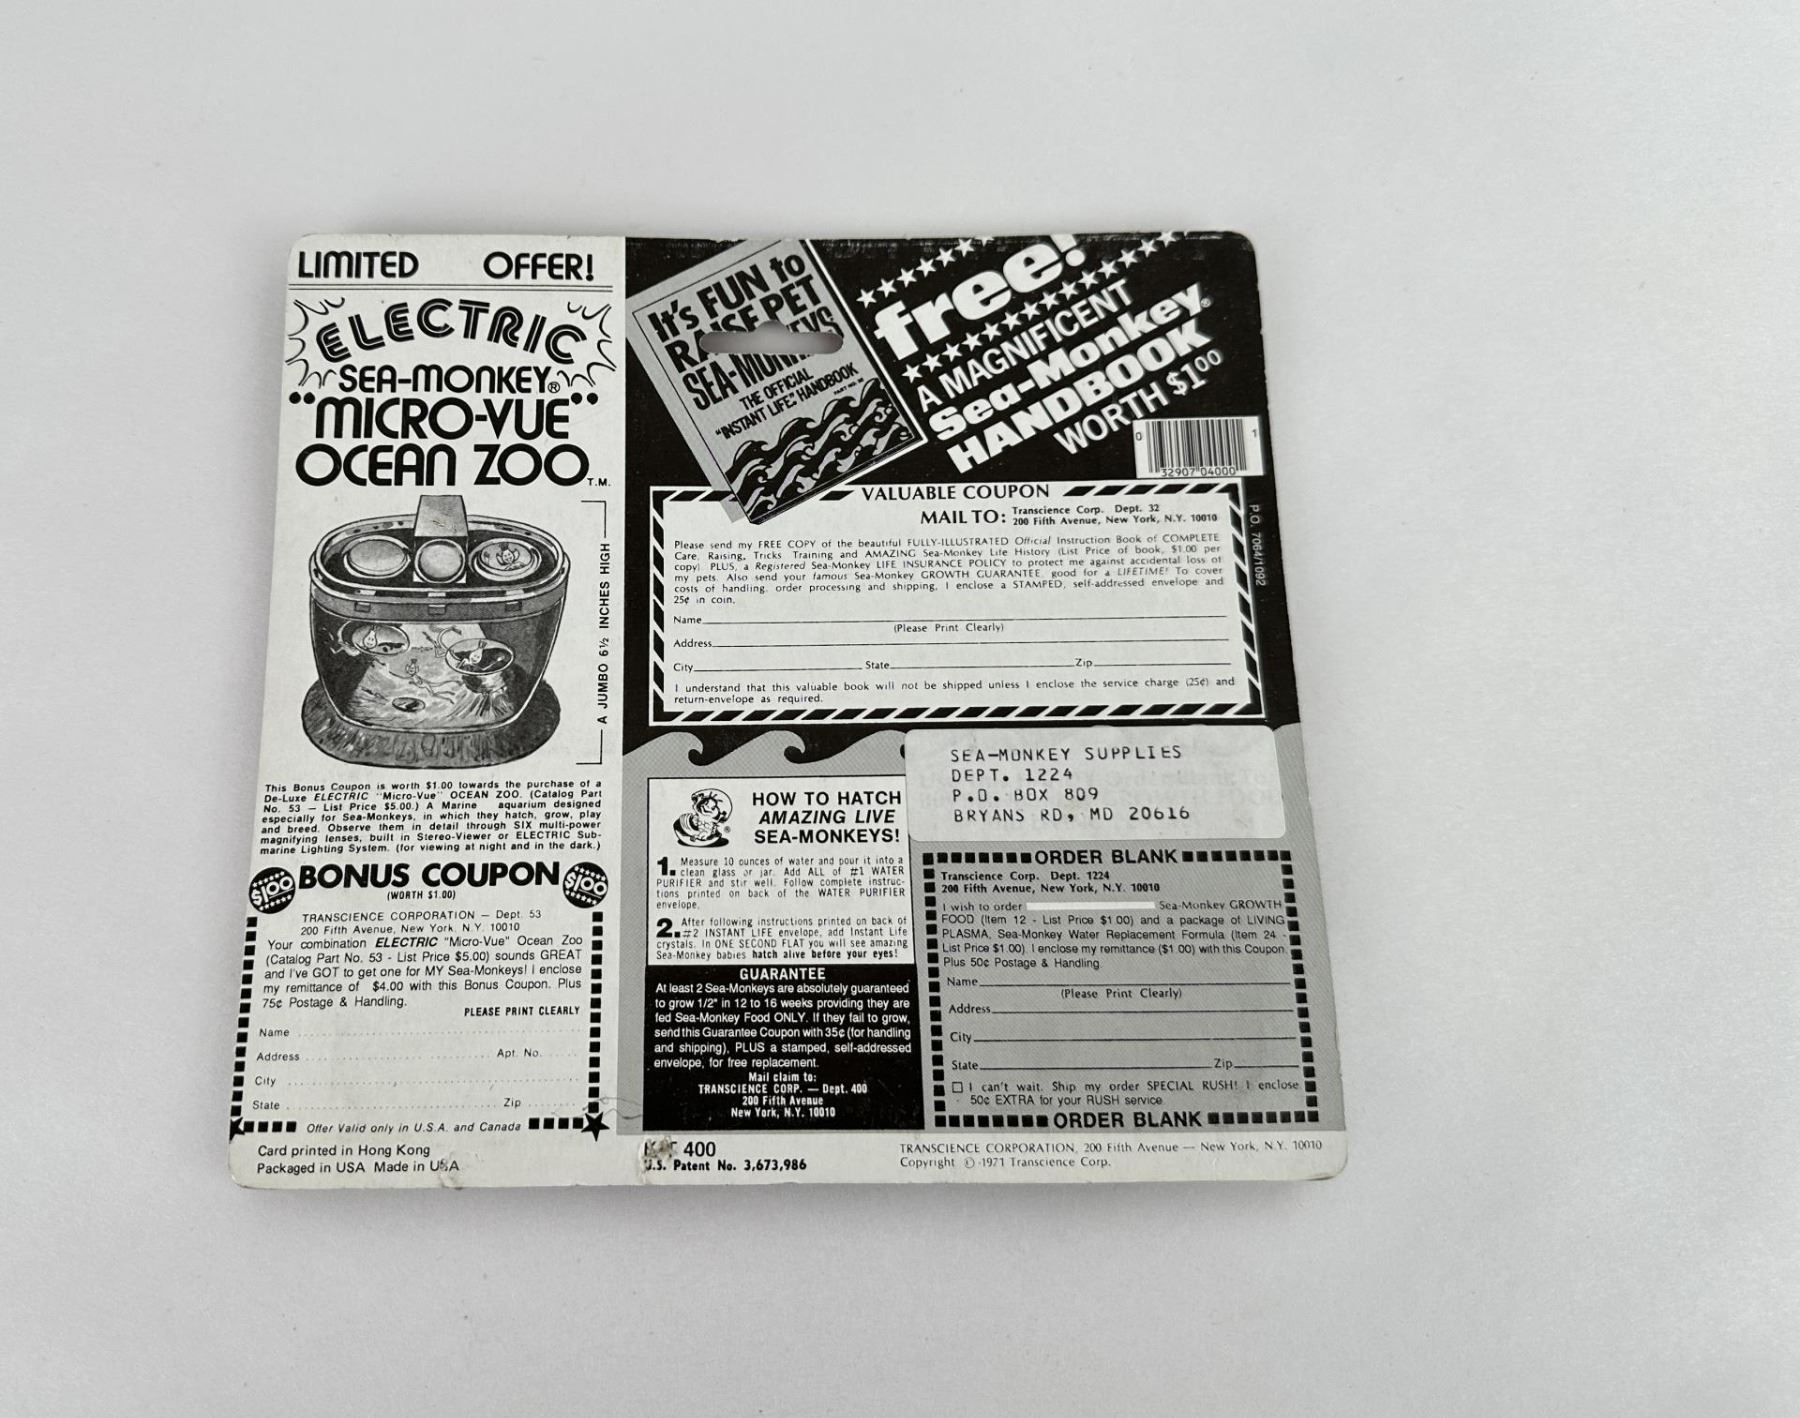 LIMITED OFFER!
ELECTRIC
SEA-MONKEY®
"MICRO-VUE"
OCEAN ZOO T.M.
A JUMBO 6½ INCHES HIGH
This Bonus Coupon is worth $1.00 towards the purchase of a
De-Luxe ELECTRIC "Micro-Vue" OCEAN ZOO. (Catalog Part
No. 53 — List Price $5.00.) A Marine aquarium designed
especially for Sea-Monkeys, in which they hatch, grow, play
and breed. Observe them in detail through SIX multi-power
magnifying lenses, built in Stereo-Viewer or ELECTRIC Sub-
marine Lighting System. (for viewing at night and in the dark.)
$1.00 BONUS COUPON $1.00
(WORTH $1.00)
TRANSCIENCE CORPORATION — Dept. 53
200 Fifth Avenue, New York. N.Y. 10010
Your combination ELECTRIC "Micro-Vue" Ocean Zoo
(Catalog Part No. 53 - List Price $5.00) sounds GREAT
and I've GOT to get one for MY Sea-Monkeys! I enclose
my remittance of $4.00 with this Bonus Coupon. Plus
75¢ Postage & Handling.
PLEASE PRINT CLEARLY
Name
Address Apt. No.
City
State Zip
Offer Valid only in U.S.A. and Canada
Card printed in Hong Kong
Packaged in USA Made in USA
It's FUN to
RAISE PET
SEA-MONKEYS
THE OFFICIAL
"INSTANT LIFE" HANDBOOK
free!
A MAGNIFICENT
Sea-Monkey®
HANDBOOK
WORTH $1.00
0 32907 04000 1
P.O. 7064/1092
VALUABLE COUPON
MAIL TO: Transcience Corp. Dept. 32
200 Fifth Avenue, New York, N.Y. 10010
Please send my FREE COPY of the beautiful FULLY-ILLUSTRATED Official Instruction Book of COMPLETE
Care, Raising, Tricks Training and AMAZING Sea-Monkey Life History (List Price of book, $1.00 per
copy) PLUS, a Registered Sea-Monkey LIFE INSURANCE POLICY to protect me against accidental loss of
my pets. Also send your famous Sea-Monkey GROWTH GUARANTEE, good for a LIFETIME! To cover
costs of handling, order processing and shipping, I enclose a STAMPED, self-addressed envelope and
25¢ in coin.
Name
(Please Print Clearly)
Address
City State Zip
I understand that this valuable book will not be shipped unless I enclose the service charge (25¢) and
return-envelope as required.
SEA-MONKEY SUPPLIES
DEPT. 1224
P.O. BOX 809
BRYANS RD, MD 20616
HOW TO HATCH
AMAZING LIVE
SEA-MONKEYS!
1. Measure 10 ounces of water and pour it into a
clean glass or jar. Add ALL of #1 WATER
PURIFIER and stir well. Follow complete instruc-
tions printed on back of the WATER PURIFIER
envelope.
2. After following instructions printed on back of
#2 INSTANT LIFE envelope, add Instant Life
crystals. In ONE SECOND FLAT you will see amazing
Sea-Monkey babies hatch alive before your eyes!
GUARANTEE
At least 2 Sea-Monkeys are absolutely guaranteed
to grow 1/2" in 12 to 16 weeks providing they are
fed Sea-Monkey Food ONLY. If they fail to grow,
send this Guarantee Coupon with 35¢ (for handling
and shipping), PLUS a stamped, self-addressed
envelope, for free replacement.
Mail claim to:
TRANSCIENCE CORP. — Dept. 400
200 Fifth Avenue
New York, N.Y. 10010
ORDER BLANK
Transcience Corp. Dept. 1224
200 Fifth Avenue, New York, N.Y. 10010
I wish to order Sea-Monkey GROWTH
FOOD (Item 12 - List Price $1.00) and a package of LIVING
PLASMA, Sea-Monkey Water Replacement Formula (Item 24 -
List Price $1.00). I enclose my remittance ($1.00) with this Coupon,
Plus 50¢ Postage & Handling.
Name
(Please Print Clearly)
Address
City
State Zip
I can't wait. Ship my order SPECIAL RUSH! I enclose
50¢ EXTRA for your RUSH service.
ORDER BLANK
400
U.S. Patent No. 3,673,986
TRANSCIENCE CORPORATION, 200 Fifth Avenue — New York, N.Y. 10010
Copyright © 1971 Transcience Corp.